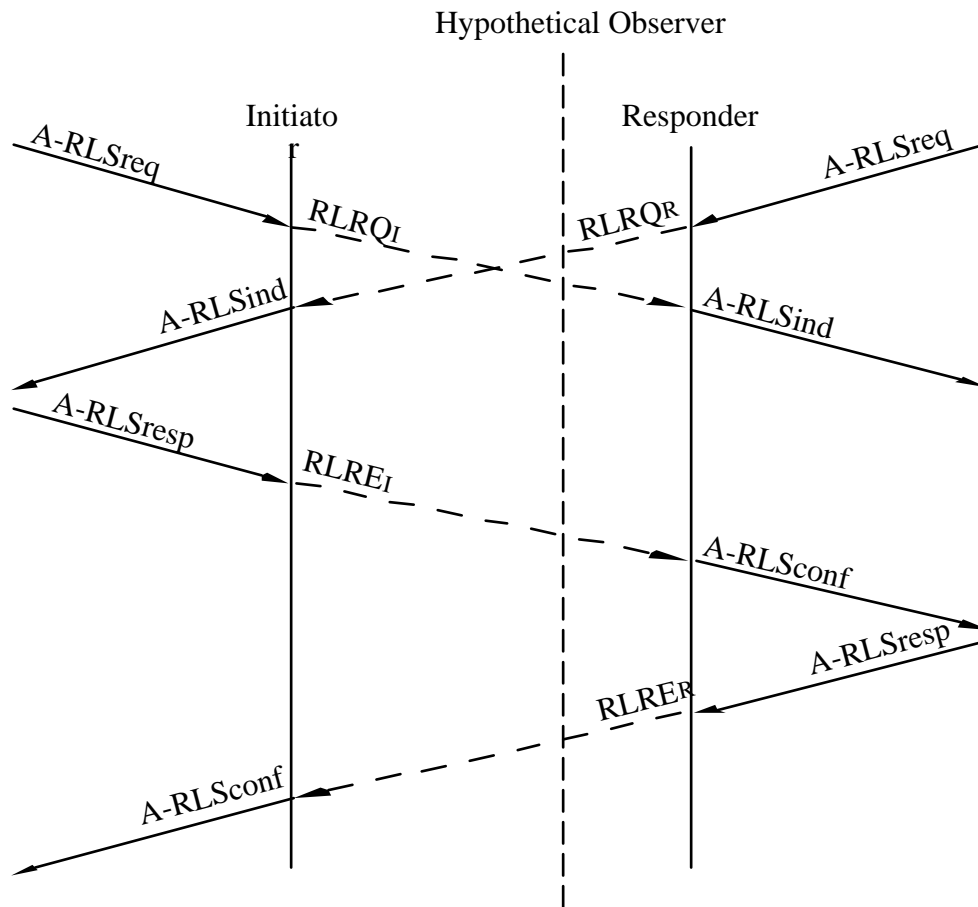 Hypothetical Observer
Initiato
r
Responder
A-RLSreq
A-RLSreq
RLRQI
RLRQR
A-RLSind
A-RLSind
A-RLSresp
RLREI
A-RLSconf
A-RLSresp
RLRER
A-RLSconf